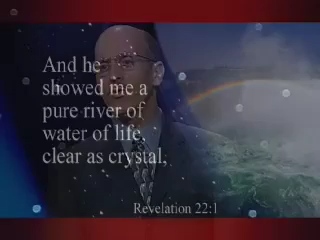 And he
showed me a
pure river of
water of life,
clear as crystal,
Revelation 22:1